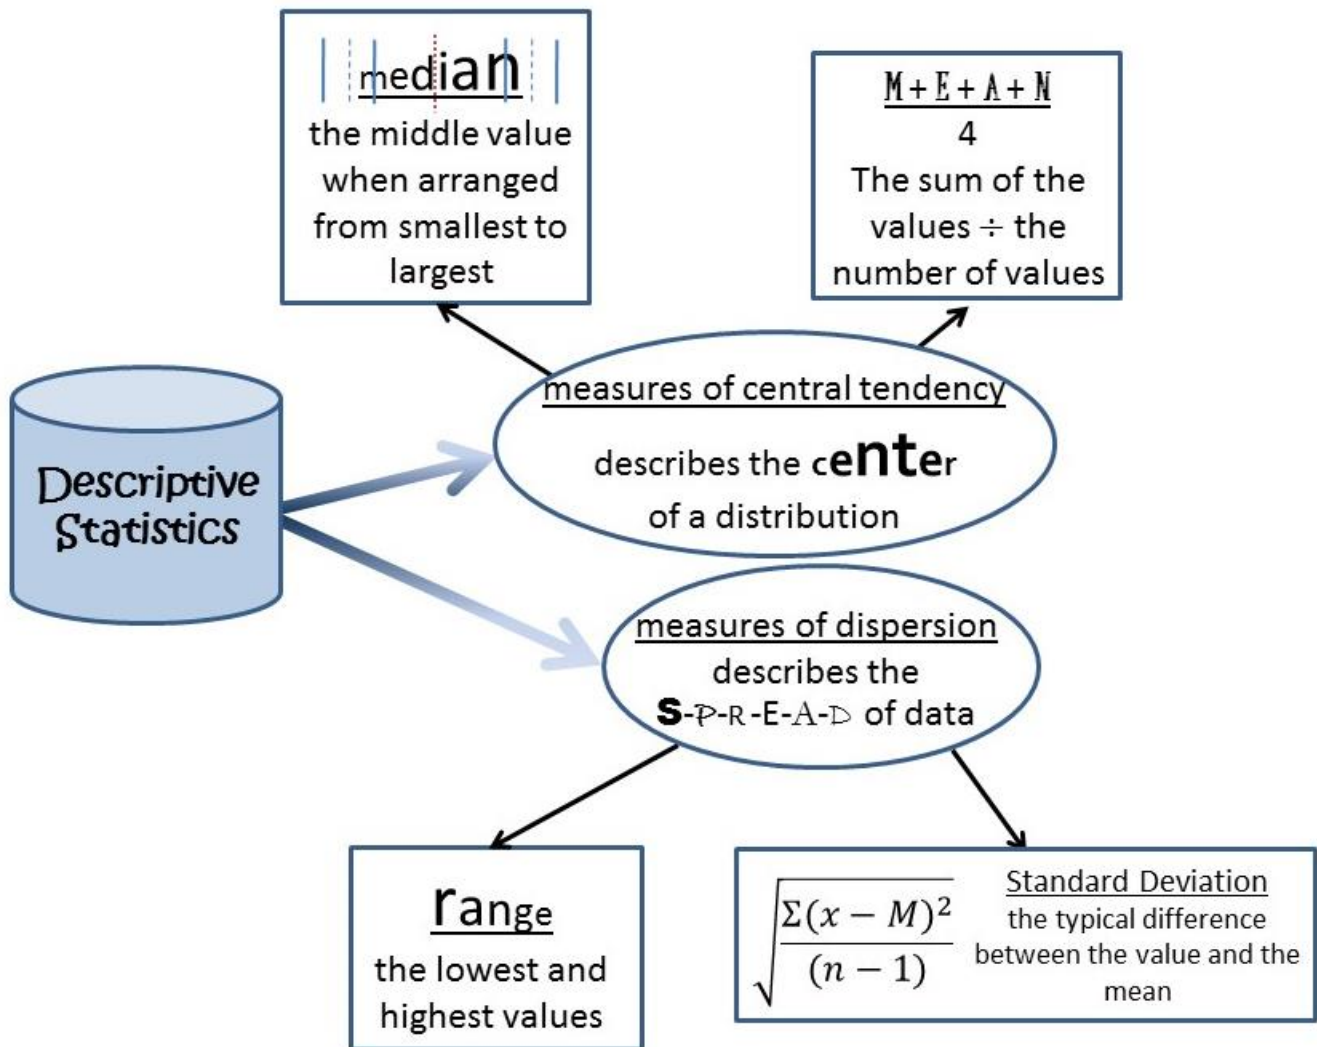 median
the middle value
when arranged
from smallest to
largest
M + E + A + N
4
The sum of the
values ÷ the
number of values
Descriptive
Statistics
measures of central tendency
describes the center
of a distribution
measures of dispersion
describes the
S-P-R-E-A-D of data
range
the lowest and
highest values
√(Σ(x − M)²/(n − 1))
Standard Deviation
the typical difference
between the value and the
mean